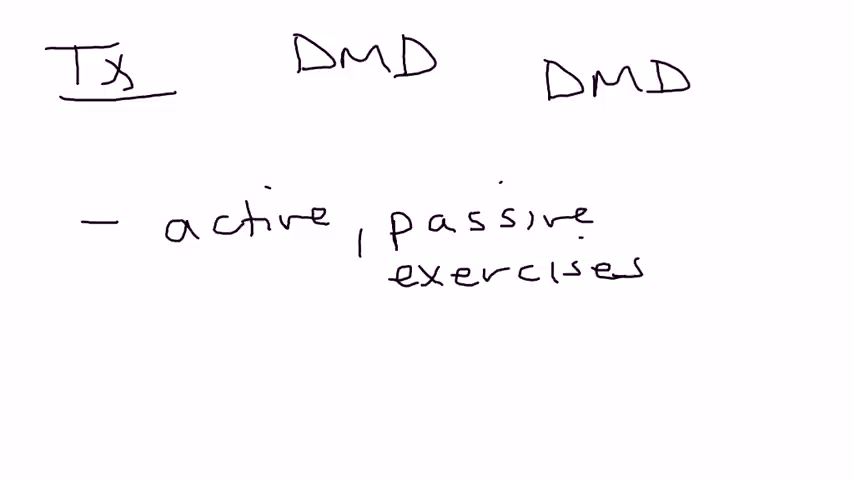 Tx DMD DMD
- active, passive
exercises